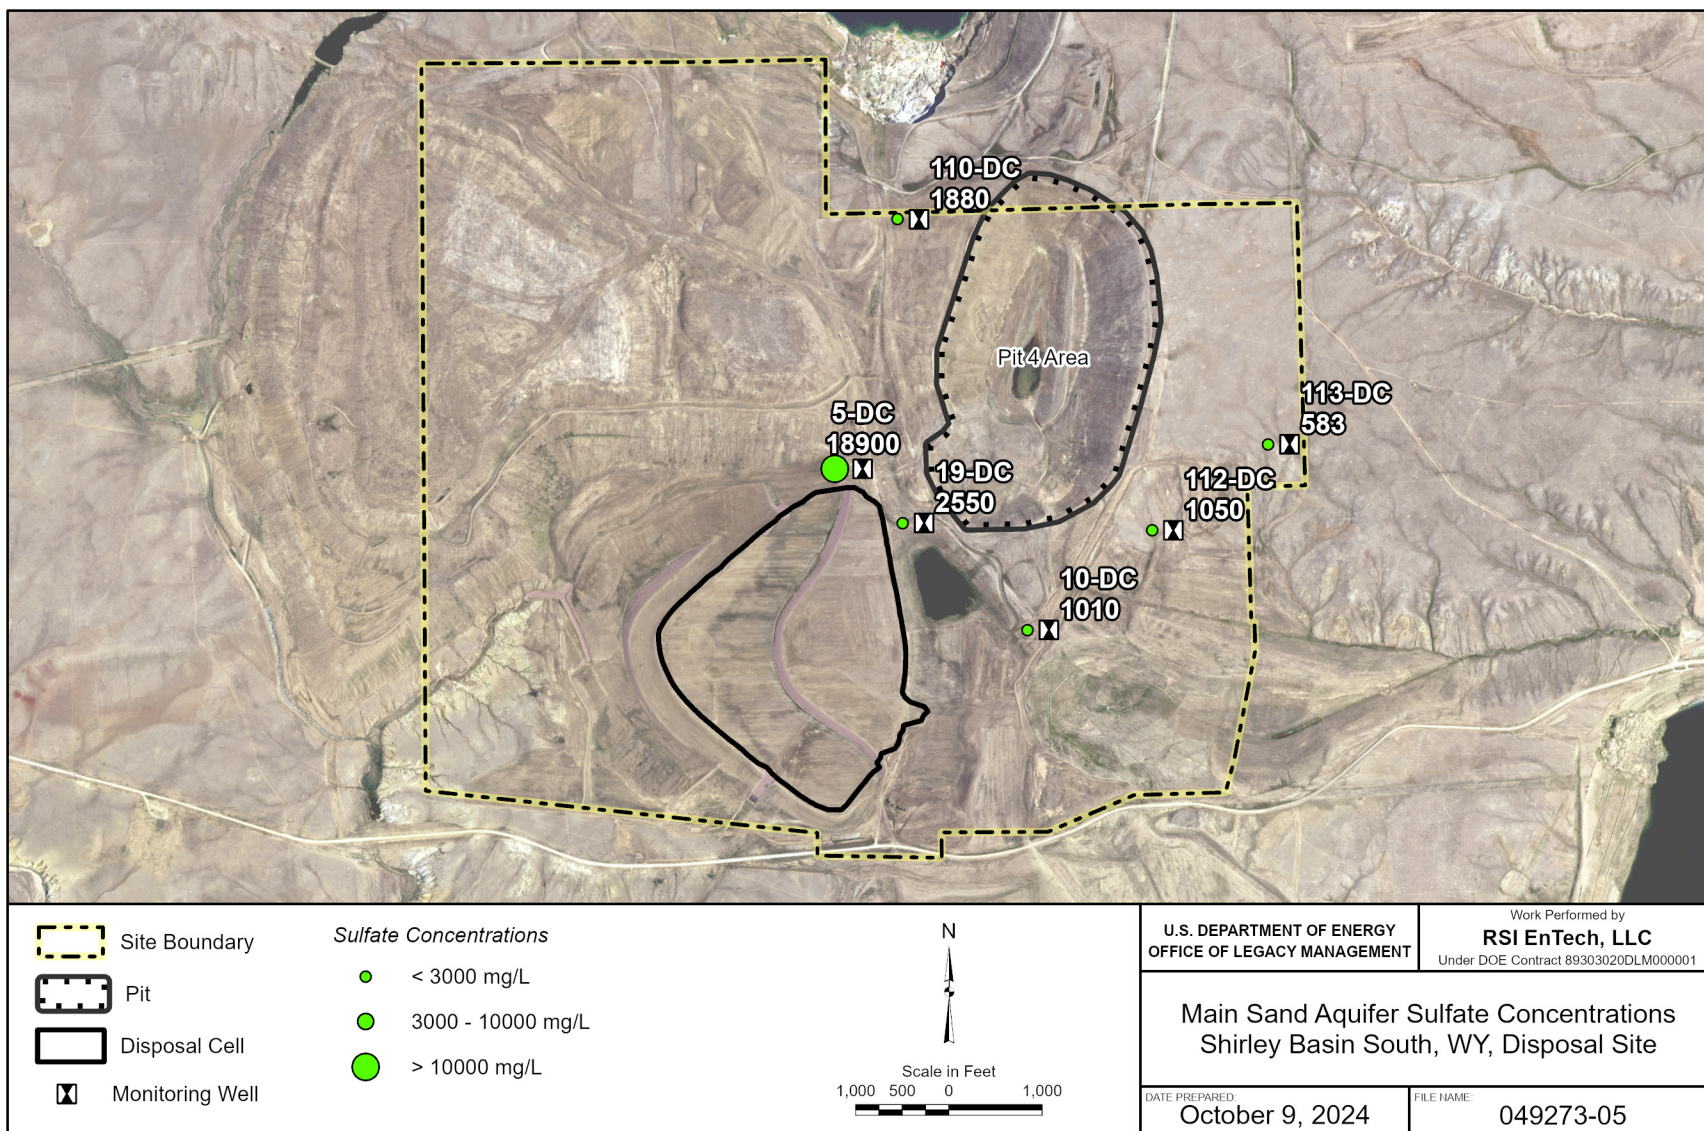 110-DC
1880
Pit 4 Area
113-DC
583
5-DC
18900
19-DC
2550
112-DC
1050
10-DC
1010
Site Boundary
Pit
Disposal Cell
Monitoring Well
Sulfate Concentrations
< 3000 mg/L
3000 - 10000 mg/L
> 10000 mg/L
N
Scale in Feet
1,000 500 0 1,000
U.S. DEPARTMENT OF ENERGY
OFFICE OF LEGACY MANAGEMENT
Work Performed by
RSI EnTech, LLC
Under DOE Contract 89303020DLM000001
Main Sand Aquifer Sulfate Concentrations
Shirley Basin South, WY, Disposal Site
DATE PREPARED:
October 9, 2024
FILE NAME:
049273-05